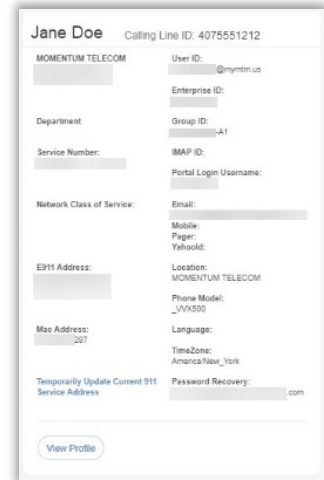 Jane Doe Calling Line ID: 4075551212
MOMENTUM TELECOM
User ID:
@mymtm.us
Enterprise ID:
Department
Group ID:
-A1
Service Number:
IMAP ID:
Portal Login Username:
Network Class of Service:
Email:
Mobile:
Pager:
YahooId:
E911 Address:
Location:
MOMENTUM TELECOM
Phone Model:
_VVX500
Mac Address:
297
Language:
TimeZone:
America/New_York
Temporarily Update Current 911
Service Address
Password Recovery:
.com
View Profile